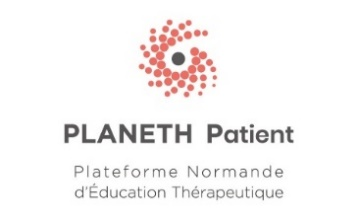 PLANETH Patient
Plateforme Normande
d'Éducation Thérapeutique